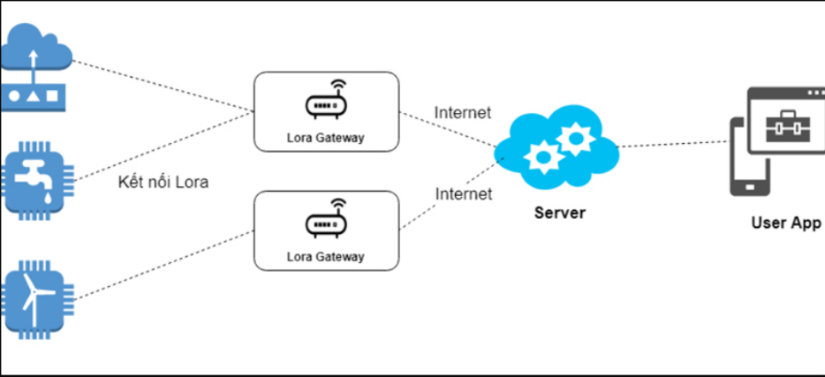 Internet
Lora Gateway
Kết nối Lora
Internet
Server
User App
Lora Gateway